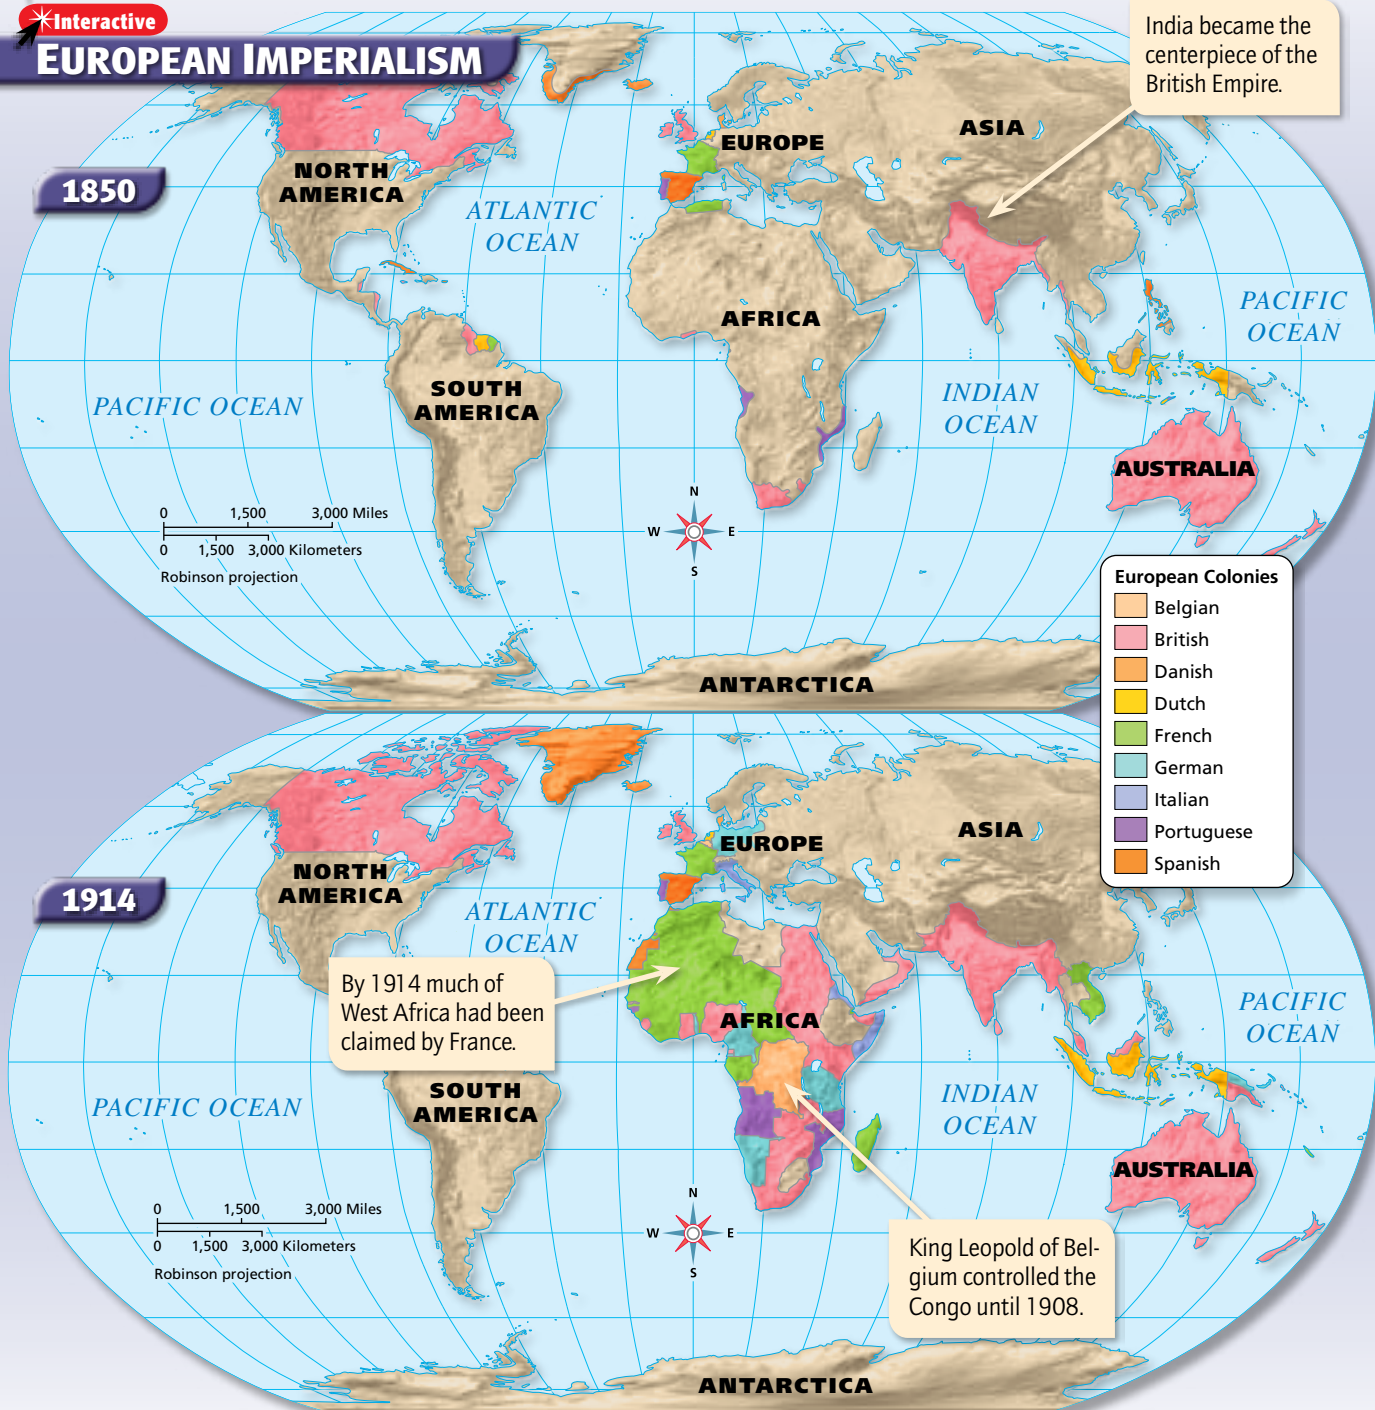 Interactive
EUROPEAN IMPERIALISM
India became the
centerpiece of the
British Empire.
1850
NORTH
AMERICA
EUROPE
ASIA
ATLANTIC
OCEAN
AFRICA
PACIFIC
OCEAN
SOUTH
AMERICA
PACIFIC OCEAN
INDIAN
OCEAN
AUSTRALIA
0 1,500 3,000 Miles
0 1,500 3,000 Kilometers
Robinson projection
N
W E
S
ANTARCTICA
European Colonies
Belgian
British
Danish
Dutch
French
German
Italian
Portuguese
Spanish
1914
NORTH
AMERICA
EUROPE
ASIA
ATLANTIC
OCEAN
By 1914 much of
West Africa had been
claimed by France.
AFRICA
PACIFIC
OCEAN
SOUTH
AMERICA
PACIFIC OCEAN
INDIAN
OCEAN
AUSTRALIA
0 1,500 3,000 Miles
0 1,500 3,000 Kilometers
Robinson projection
N
W E
S
King Leopold of Bel-
gium controlled the
Congo until 1908.
ANTARCTICA